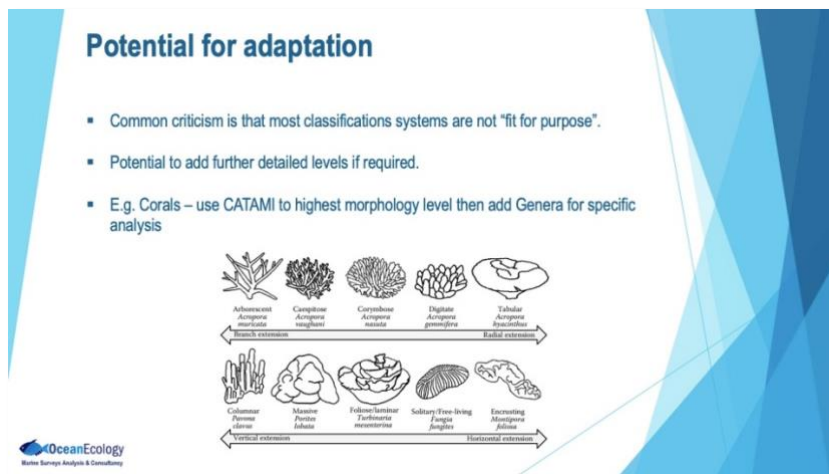 Potential for adaptation
▪ Common criticism is that most classifications systems are not “fit for purpose”.
▪ Potential to add further detailed levels if required.
▪ E.g. Corals – use CATAMI to highest morphology level then add Genera for specific
analysis
Arborescent Caespitose Corymbose Digitate Tabular
Acropora Acropora Acropora Acropora Acropora
muricata vaughani nasuta gemmifera hyacinthus
Branch extension Radial extension
Columnar Massive Foliose/laminar Solitary/Free-living Encrusting
Pavona Porites Turbinaria Fungia Montipora
clavus lobata mesenterina fungites foliosa
Vertical extension Horizontal extension
OceanEcology
Marine Surveys Analysis & Consultancy